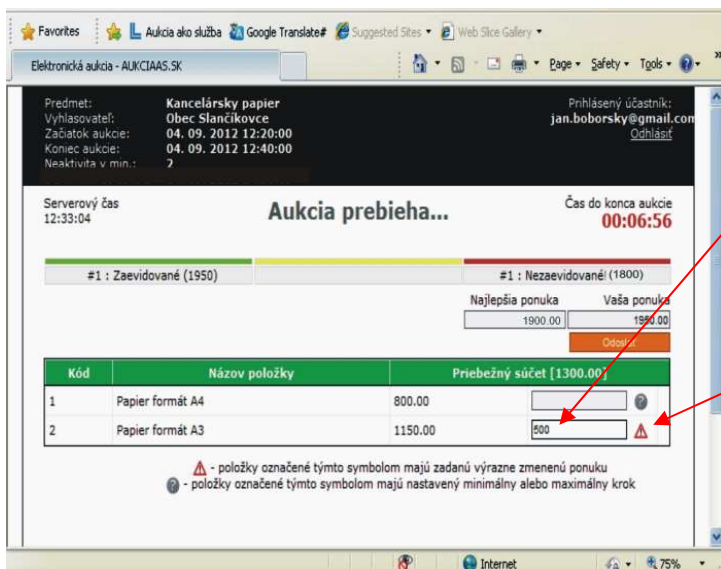 Favorites Aukcia ako služba Google Translate# Suggested Sites Web Slice Gallery
Elektronická aukcia - AUKCIAAS.SK Page Safety Tools »
Predmet: Kancelársky papier Prihlásený účastník:
Vyhlasovateľ: Obec Slančíkovce jan.boborsky@gmail.com
Začiatok aukcie: 04. 09. 2012 12:20:00 Odhlásiť
Koniec aukcie: 04. 09. 2012 12:40:00
Neaktivita v min.: 2
Serverový čas Aukcia prebieha... Čas do konca aukcie
12:33:04 00:06:56
#1 : Zaevidované (1950) #1 : Nezaevidované! (1800)
Najlepšia ponuka Vaša ponuka
1900.00 1950.00
Odoslať
Kód Názov položky Priebežný súčet [1300.00]
1 Papier formát A4 800.00
2 Papier formát A3 1150.00 500
- položky označené týmto symbolom majú zadanú výrazne zmenenú ponuku
- položky označené týmto symbolom majú nastavený minimálny alebo maximálny krok
Internet 75%